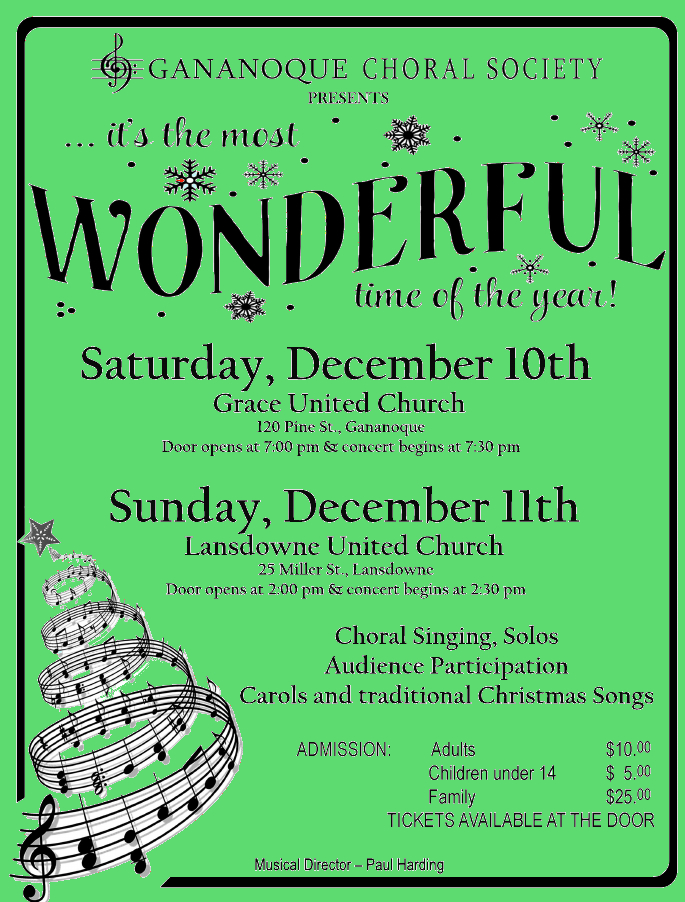 GANANOQUE CHORAL SOCIETY
PRESENTS
... it's the most
WONDERFUL
time of the year!
Saturday, December 10th
Grace United Church
120 Pine St., Gananoque
Door opens at 7:00 pm & concert begins at 7:30 pm
Sunday, December 11th
Lansdowne United Church
25 Miller St., Lansdowne
Door opens at 2:00 pm & concert begins at 2:30 pm
Choral Singing, Solos
Audience Participation
Carols and traditional Christmas Songs
ADMISSION: Adults $10.00
Children under 14 $ 5.00
Family $25.00
TICKETS AVAILABLE AT THE DOOR
Musical Director – Paul Harding